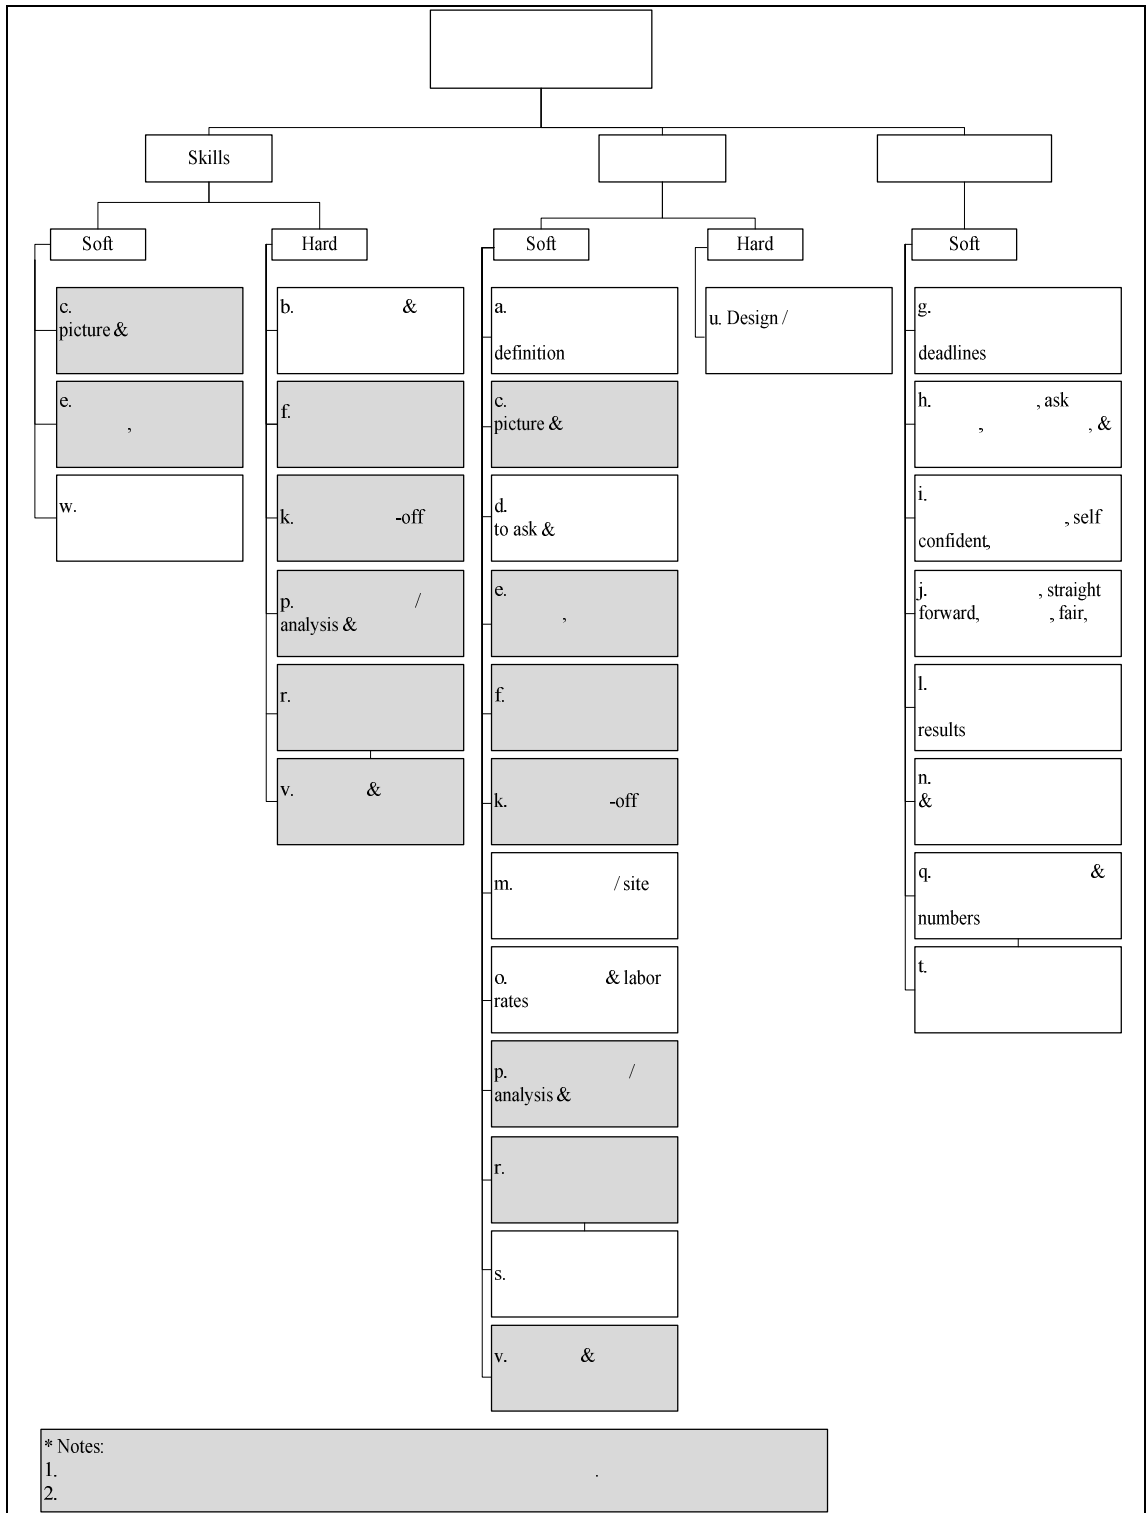 Skills
Soft
Hard
Soft
Hard
Soft
c.
picture &
e.
,
w.
b. &
f.
k. -off
p. /
analysis &
r.
v. &
a.
definition
c.
picture &
d.
to ask &
e.
,
f.
k. -off
m. / site
o. & labor
rates
p. /
analysis &
r.
s.
v. &
u. Design /
g.
deadlines
h. , ask
, , &
i.
, self
confident,
j. , straight
forward, , fair,
l.
results
n.
&
q. &
numbers
t.
* Notes:
1. .
2.